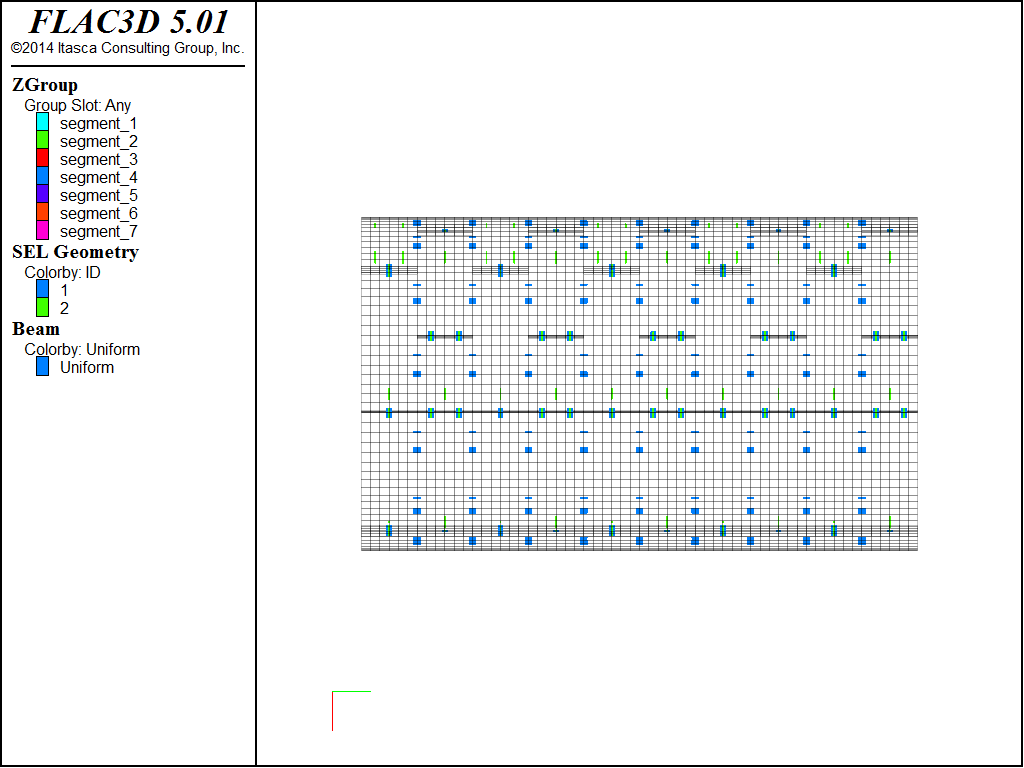 FLAC3D 5.01
©2014 Itasca Consulting Group, Inc.
ZGroup
Group Slot: Any
segment_1
segment_2
segment_3
segment_4
segment_5
segment_6
segment_7
SEL Geometry
Colorby: ID
1
2
Beam
Colorby: Uniform
Uniform